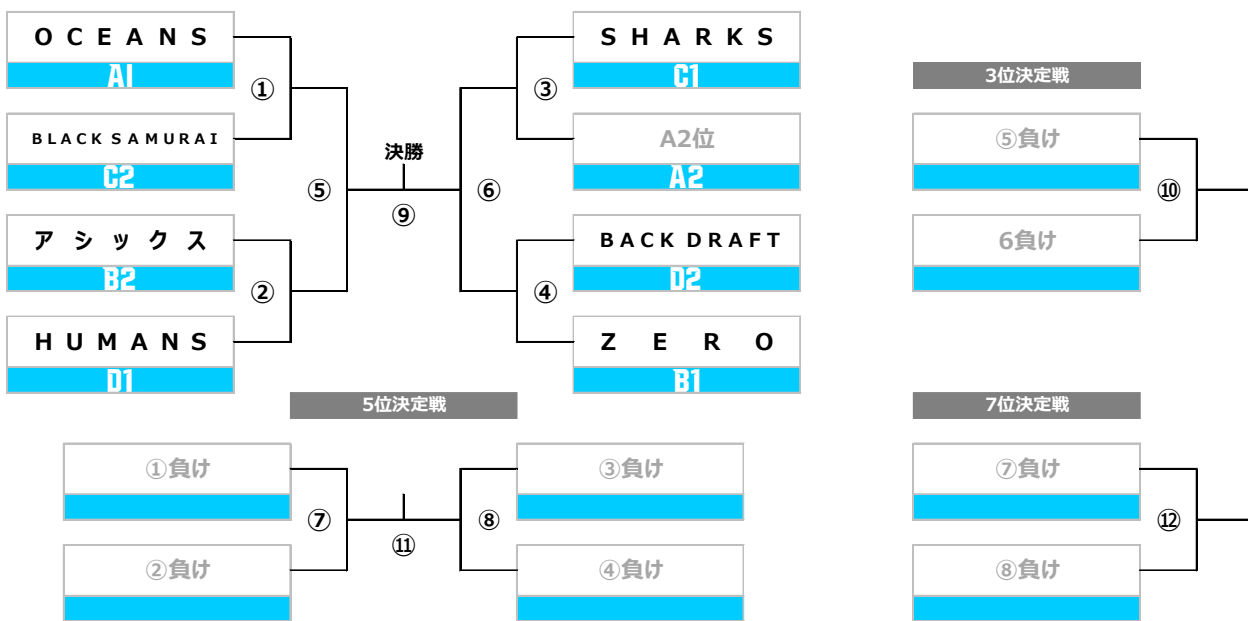 OCEANS
A1
①
BLACK SAMURAI
C2
⑤
アシックス
B2
②
HUMANS
D1
決勝
⑨
SHARKS
C1
③
A2位
A2
⑥
BACK DRAFT
D2
④
ZERO
B1
3位決定戦
⑤負け
⑩
6負け
5位決定戦
①負け
⑦
②負け
⑪
③負け
⑧
④負け
7位決定戦
⑦負け
⑫
⑧負け